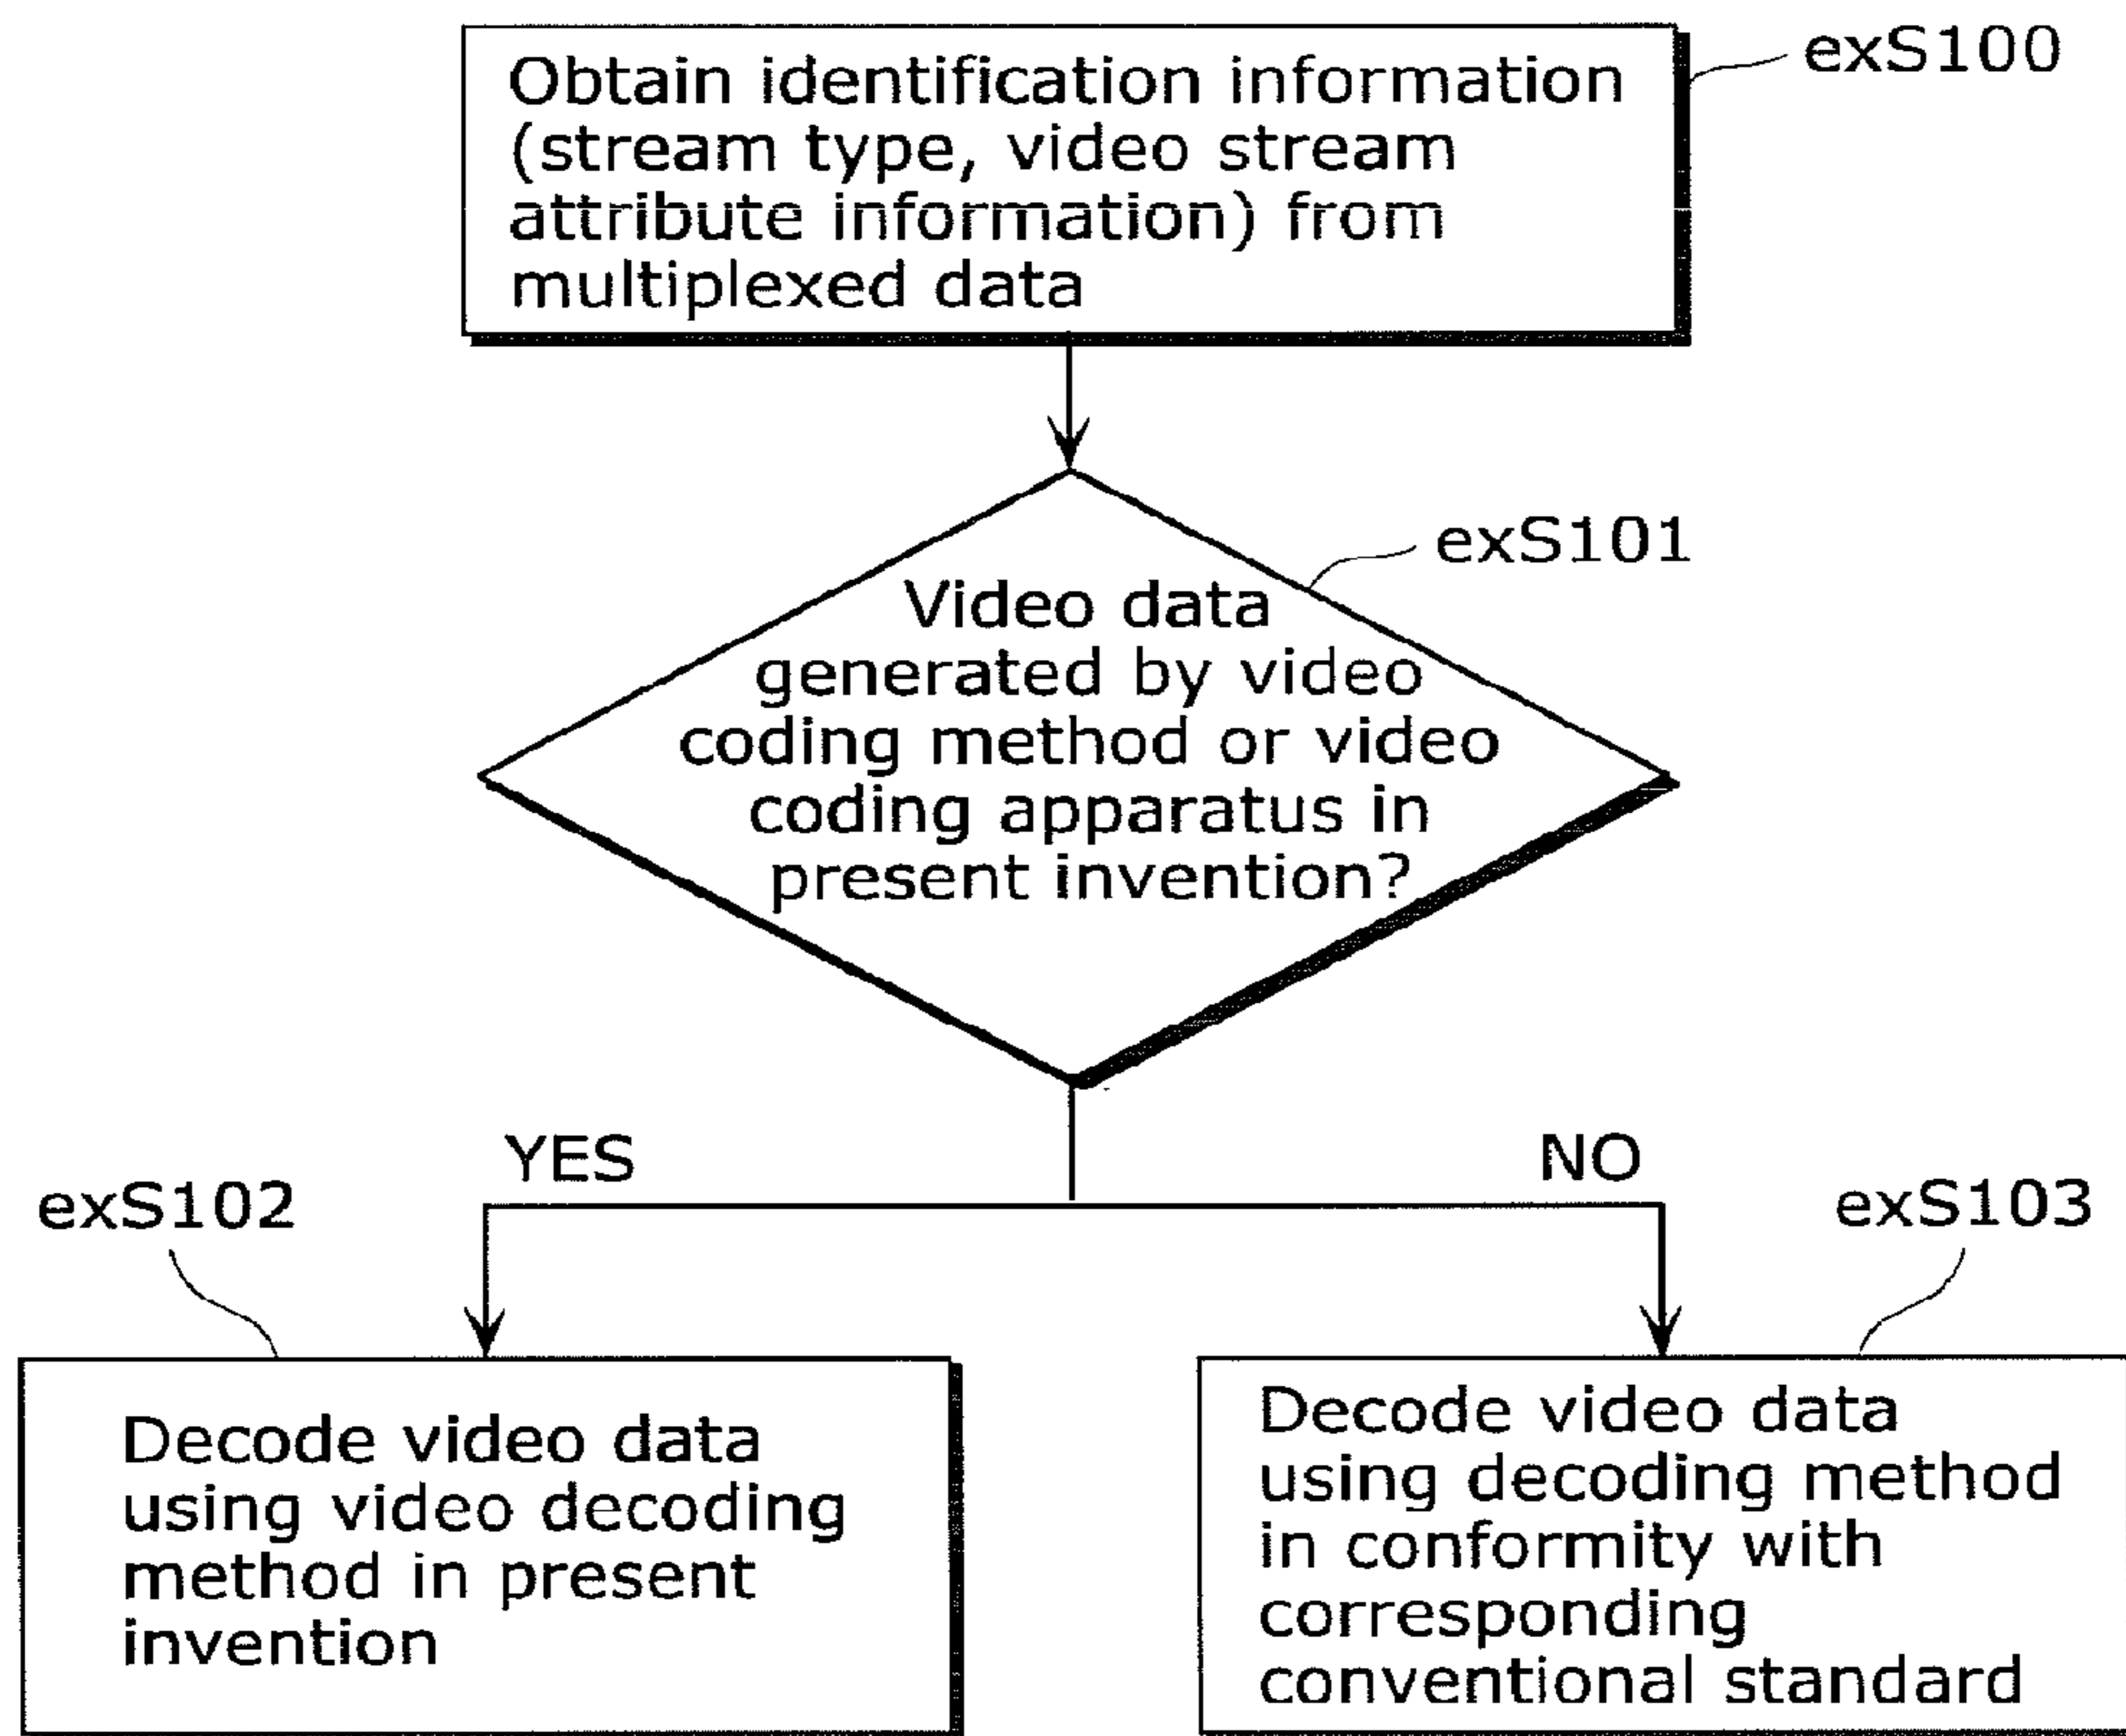 Obtain identification information
(stream type, video stream
attribute information) from
multiplexed data
exS100
exS101
Video data
generated by video
coding method or video
coding apparatus in
present invention?
YES
NO
exS102
exS103
Decode video data
using video decoding
method in present
invention
Decode video data
using decoding method
in conformity with
corresponding
conventional standard